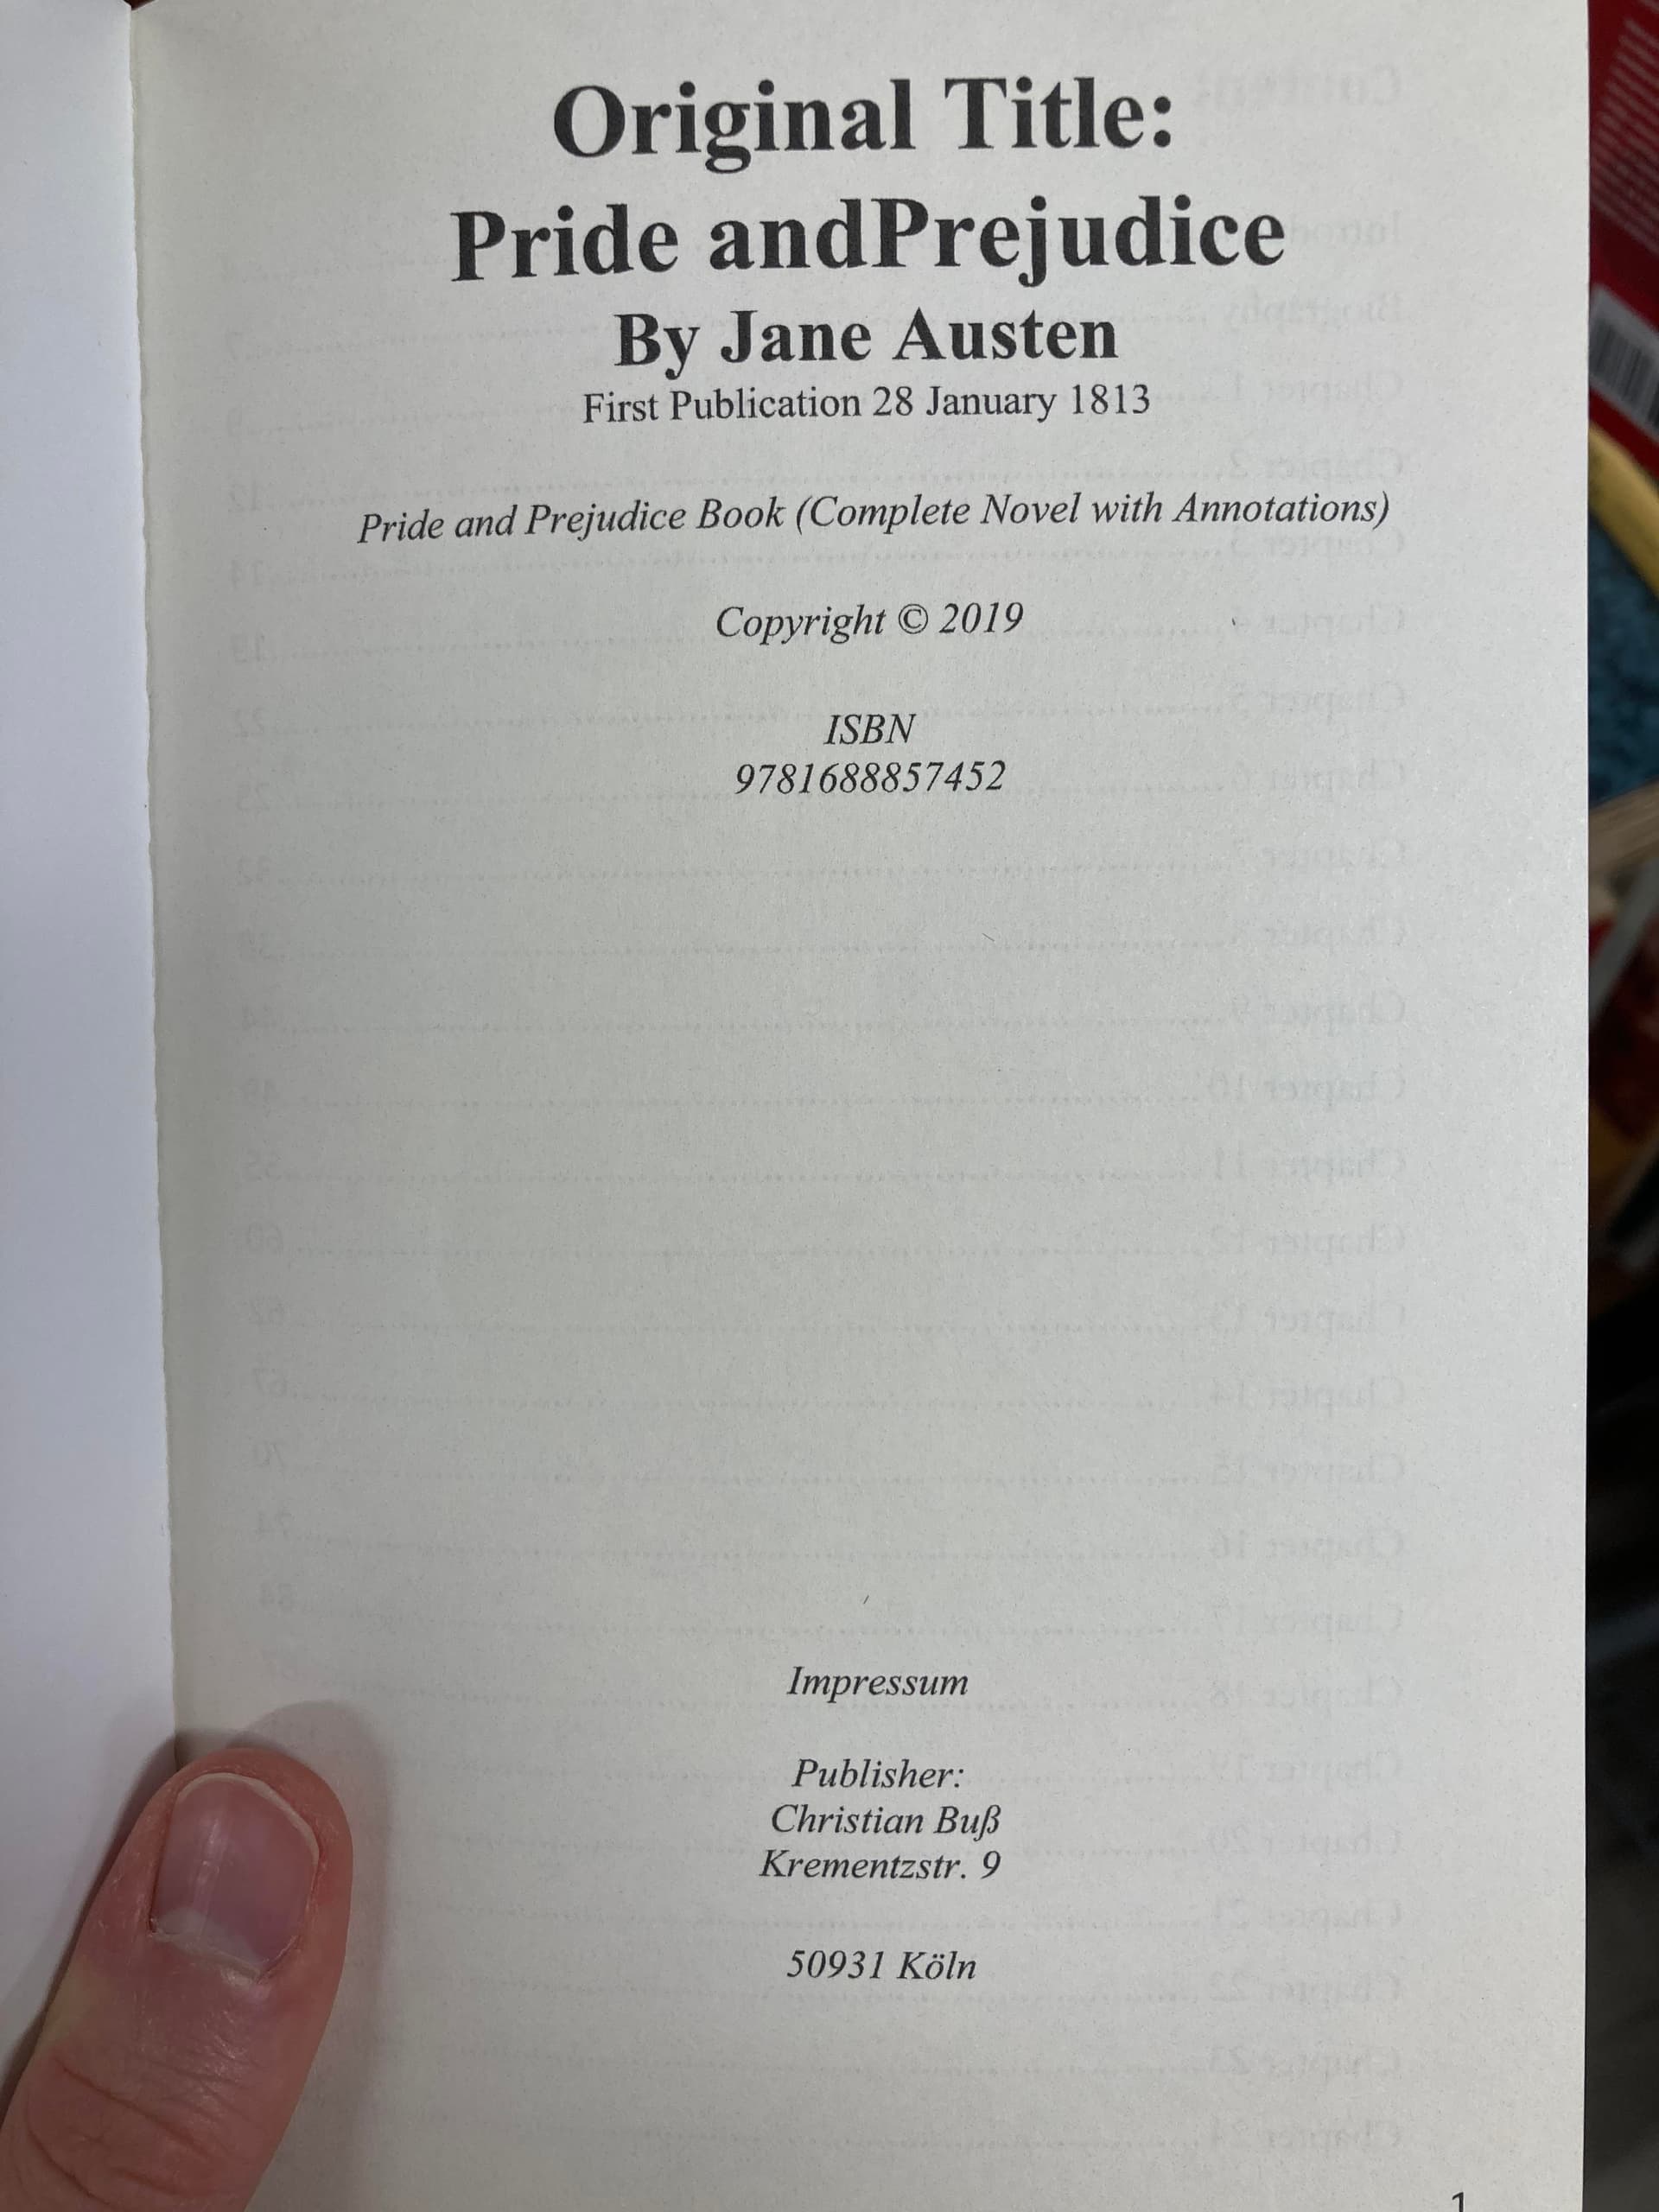 Original Title:
Pride andPrejudice
By Jane Austen
First Publication 28 January 1813
Pride and Prejudice Book (Complete Novel with Annotations)
Copyright © 2019
ISBN
9781688857452
Impressum
Publisher:
Christian Buß
Krementzstr. 9
50931 Köln
1